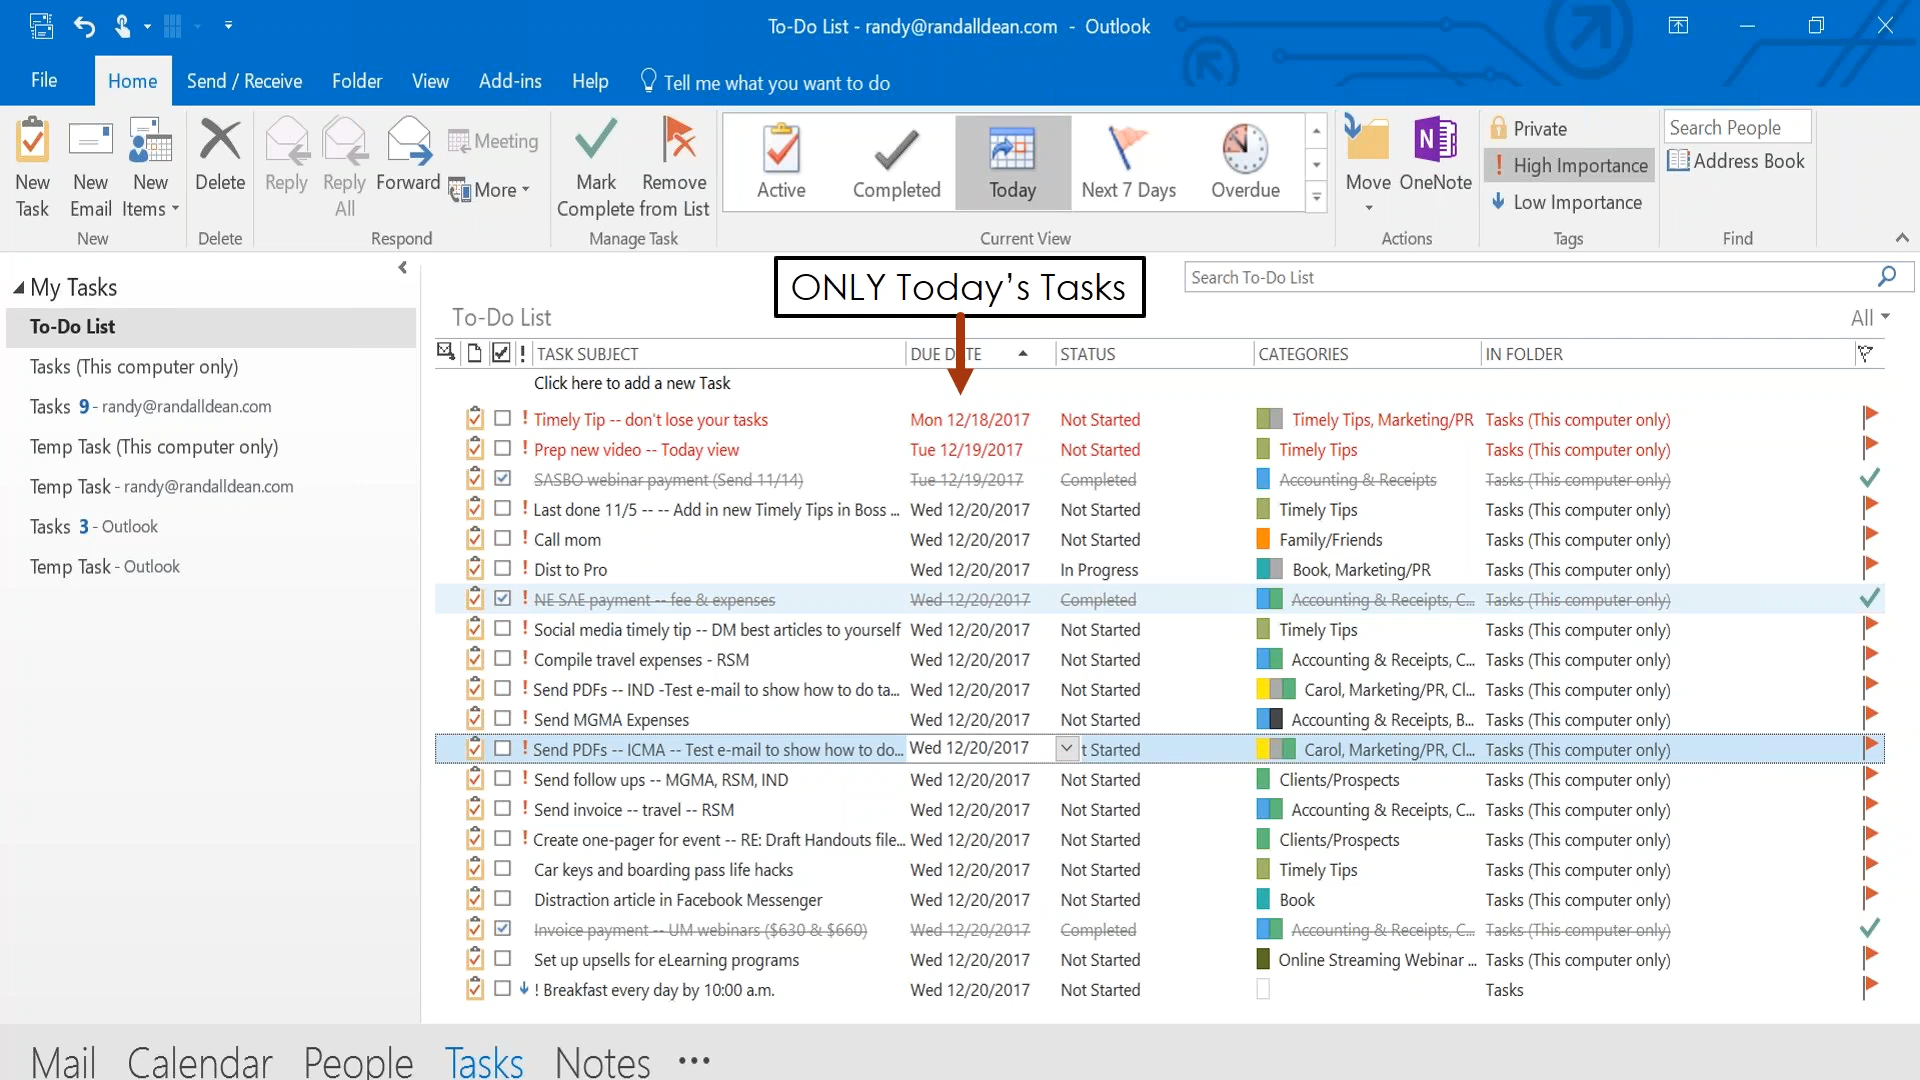 To-Do List - randy@randalldean.com - Outlook
File Home Send / Receive Folder View Add-ins Help Tell me what you want to do
New Task
New Email
New Items
New
Delete
Delete
Reply
Reply All
Forward
Meeting
More
Respond
Mark Complete
Remove from List
Manage Task
Active
Completed
Today
Next 7 Days
Overdue
Current View
Move
OneNote
Actions
Private
! High Importance
Low Importance
Tags
Search People
Address Book
Find
ONLY Today's Tasks
Search To-Do List
My Tasks
To-Do List
Tasks (This computer only)
Tasks 9 - randy@randalldean.com
Temp Task (This computer only)
Temp Task - randy@randalldean.com
Tasks 3 - Outlook
Temp Task - Outlook
To-Do List
All
! TASK SUBJECT DUE D TE STATUS CATEGORIES IN FOLDER
Click here to add a new Task
! Timely Tip -- don't lose your tasks Mon 12/18/2017 Not Started Timely Tips, Marketing/PR Tasks (This computer only)
! Prep new video -- Today view Tue 12/19/2017 Not Started Timely Tips Tasks (This computer only)
SASBO webinar payment (Send 11/14) Tue 12/19/2017 Completed Accounting & Receipts Tasks (This computer only)
! Last done 11/5 -- -- Add in new Timely Tips in Boss ... Wed 12/20/2017 Not Started Timely Tips Tasks (This computer only)
! Call mom Wed 12/20/2017 Not Started Family/Friends Tasks (This computer only)
! Dist to Pro Wed 12/20/2017 In Progress Book, Marketing/PR Tasks (This computer only)
! NE SAE payment -- fee & expenses Wed 12/20/2017 Completed Accounting & Receipts, C... Tasks (This computer only)
! Social media timely tip -- DM best articles to yourself Wed 12/20/2017 Not Started Timely Tips Tasks (This computer only)
! Compile travel expenses - RSM Wed 12/20/2017 Not Started Accounting & Receipts, C... Tasks (This computer only)
! Send PDFs -- IND -Test e-mail to show how to do ta... Wed 12/20/2017 Not Started Carol, Marketing/PR, Cl... Tasks (This computer only)
! Send MGMA Expenses Wed 12/20/2017 Not Started Accounting & Receipts, B... Tasks (This computer only)
! Send PDFs -- ICMA -- Test e-mail to show how to do... Wed 12/20/2017 t Started Carol, Marketing/PR, Cl... Tasks (This computer only)
! Send follow ups -- MGMA, RSM, IND Wed 12/20/2017 Not Started Clients/Prospects Tasks (This computer only)
! Send invoice -- travel -- RSM Wed 12/20/2017 Not Started Accounting & Receipts, C... Tasks (This computer only)
! Create one-pager for event -- RE: Draft Handouts file... Wed 12/20/2017 Not Started Clients/Prospects Tasks (This computer only)
Car keys and boarding pass life hacks Wed 12/20/2017 Not Started Timely Tips Tasks (This computer only)
Distraction article in Facebook Messenger Wed 12/20/2017 Not Started Book Tasks (This computer only)
Invoice payment -- UM webinars ($630 & $660) Wed 12/20/2017 Completed Accounting & Receipts, C... Tasks (This computer only)
Set up upsells for eLearning programs Wed 12/20/2017 Not Started Online Streaming Webinar ... Tasks (This computer only)
! Breakfast every day by 10:00 a.m. Wed 12/20/2017 Not Started Tasks
Mail Calendar People Tasks Notes ...